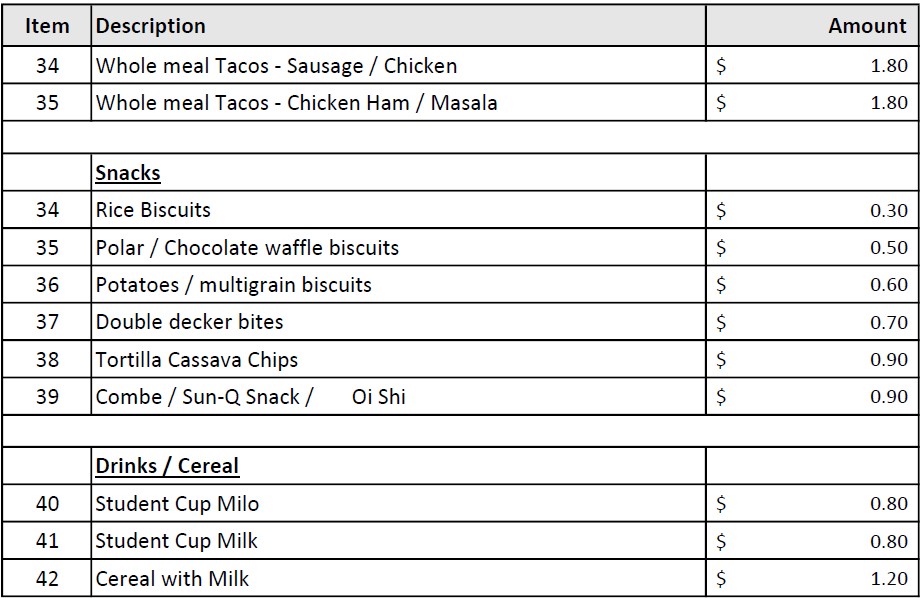 Item Description Amount
34 Whole meal Tacos - Sausage / Chicken $ 1.80
35 Whole meal Tacos - Chicken Ham / Masala $ 1.80
Snacks
34 Rice Biscuits $ 0.30
35 Polar / Chocolate waffle biscuits $ 0.50
36 Potatoes / multigrain biscuits $ 0.60
37 Double decker bites $ 0.70
38 Tortilla Cassava Chips $ 0.90
39 Combe / Sun-Q Snack / Oi Shi $ 0.90
Drinks / Cereal
40 Student Cup Milo $ 0.80
41 Student Cup Milk $ 0.80
42 Cereal with Milk $ 1.20